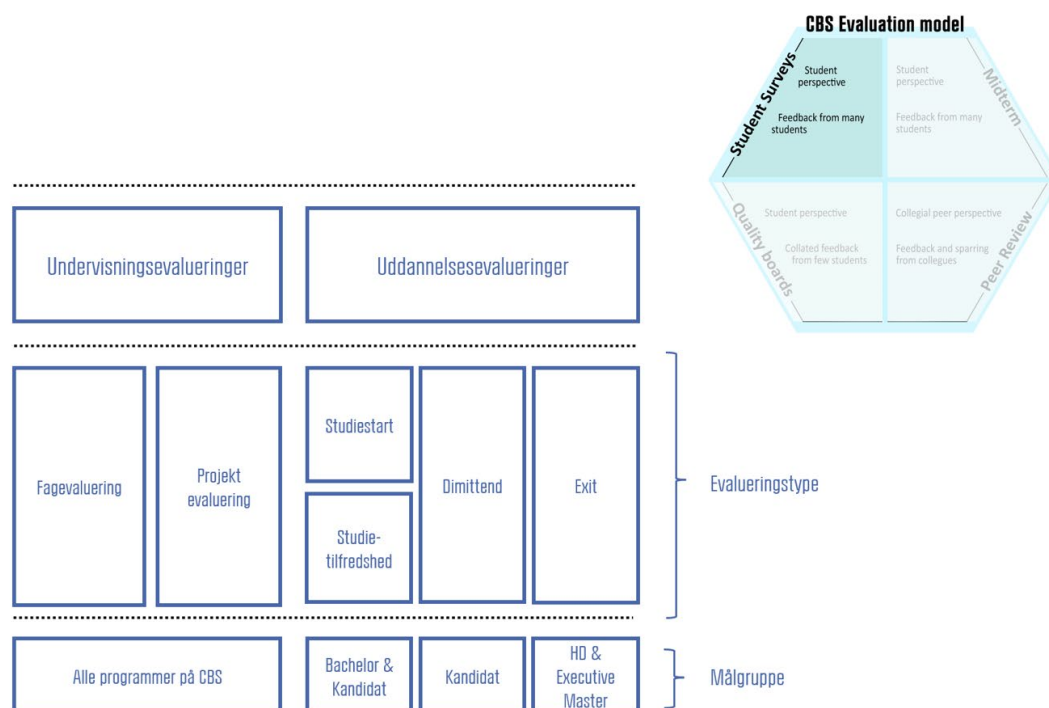 CBS Evaluation model
Student Surveys
Student
perspective
Feedback from many
students
Midterm
Student
perspective
Feedback from many
students
Quality boards
Student perspective
Collated feedback
from few students
Peer Review
Collegial peer perspective
Feedback and sparring
from collegues
Undervisningsevalueringer
Uddannelsesevalueringer
Fagevaluering
Projekt
evaluering
Studiestart
Studie-
tilfredshed
Dimittend
Exit
Evalueringstype
Alle programmer på CBS
Bachelor &
Kandidat
Kandidat
HD &
Executive
Master
Målgruppe